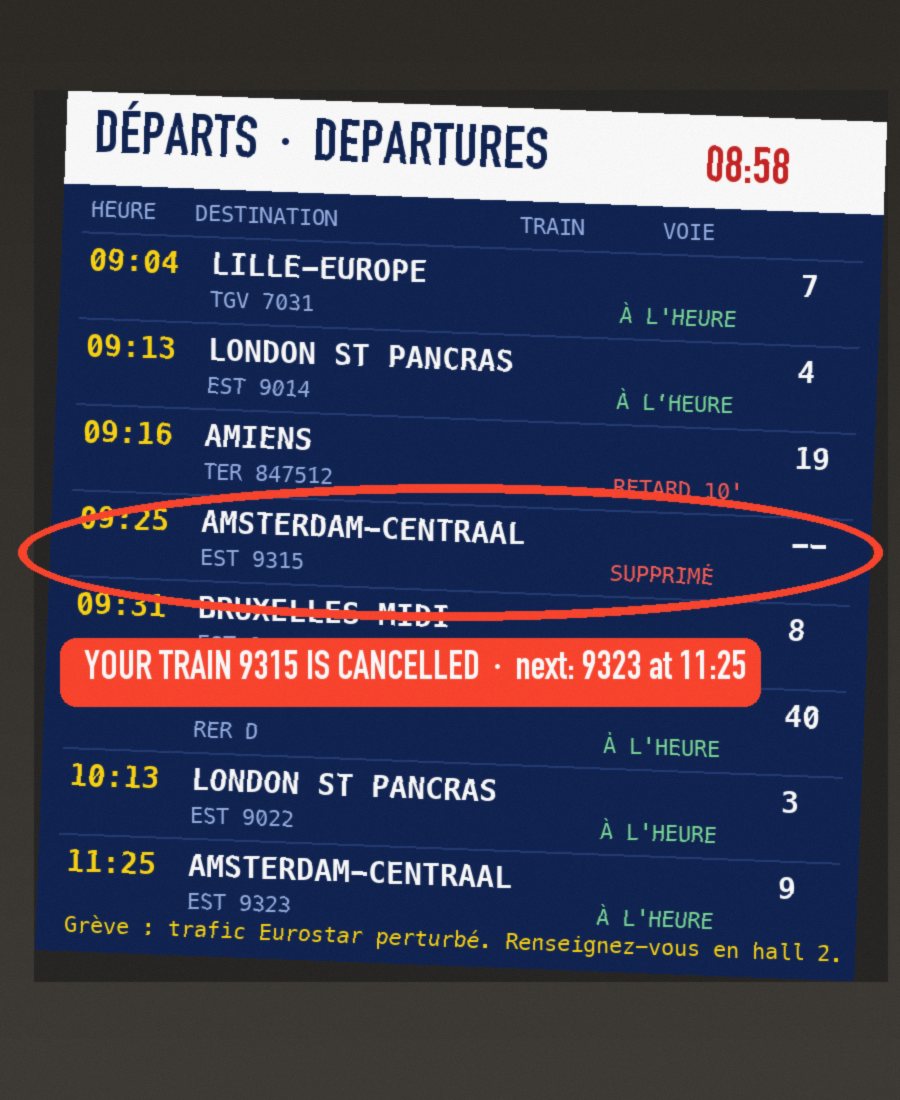 DÉPARTS · DEPARTURES 08:58
HEURE DESTINATION TRAIN VOIE
09:04 LILLE-EUROPE 7
TGV 7031 À L'HEURE
09:13 LONDON ST PANCRAS 4
EST 9014 À L'HEURE
09:16 AMIENS 19
TER 847512 RETARD 10'
09:25 AMSTERDAM-CENTRAAL --
EST 9315 SUPPRIMÉ
09:31 BRUXELLES MIDI 8
YOUR TRAIN 9315 IS CANCELLED · next: 9323 at 11:25
40
RER D À L'HEURE
10:13 LONDON ST PANCRAS 3
EST 9022 À L'HEURE
11:25 AMSTERDAM-CENTRAAL 9
EST 9323 À L'HEURE
Grève : trafic Eurostar perturbé. Renseignez-vous en hall 2.